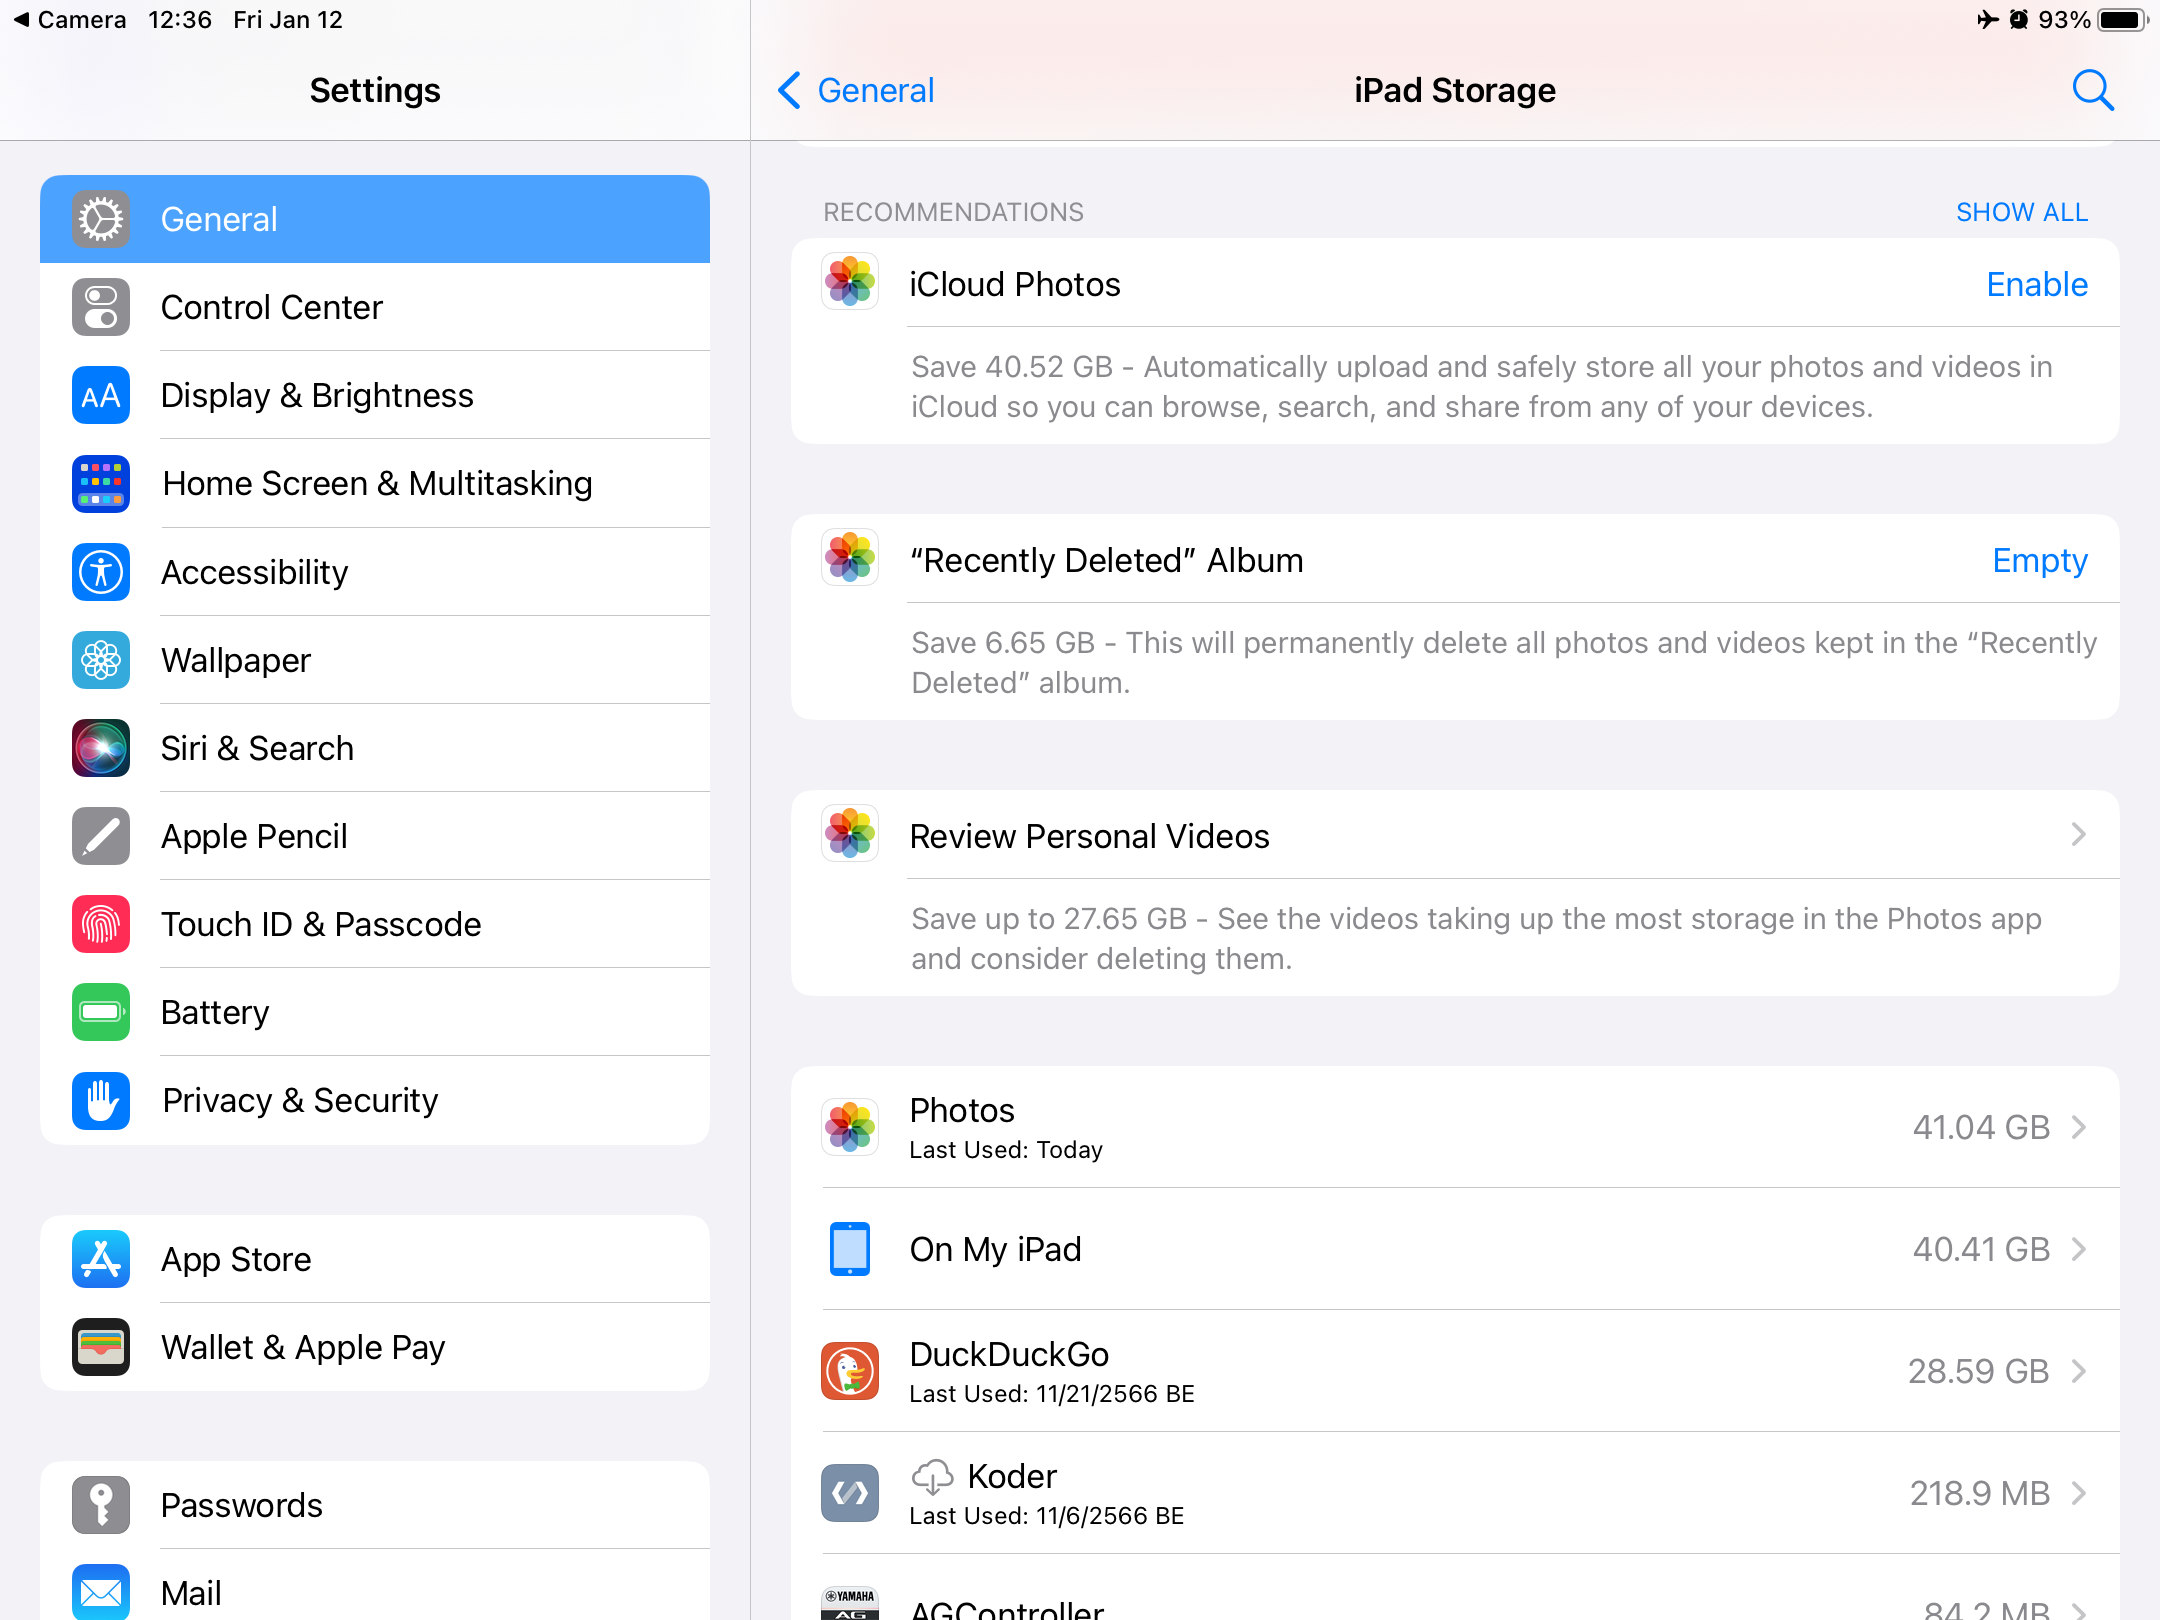 Camera 12:36 Fri Jan 12
93%
Settings
General
Control Center
AA
Display & Brightness
Home Screen & Multitasking
Accessibility
Wallpaper
Siri & Search
Apple Pencil
Touch ID & Passcode
Battery
Privacy & Security
App Store
Wallet & Apple Pay
Passwords
Mail
General
iPad Storage
RECOMMENDATIONS
SHOW ALL
iCloud Photos
Enable
Save 40.52 GB - Automatically upload and safely store all your photos and videos in
iCloud so you can browse, search, and share from any of your devices.
“Recently Deleted” Album
Empty
Save 6.65 GB - This will permanently delete all photos and videos kept in the “Recently
Deleted” album.
Review Personal Videos
Save up to 27.65 GB - See the videos taking up the most storage in the Photos app
and consider deleting them.
Photos
Last Used: Today
41.04 GB
On My iPad
40.41 GB
DuckDuckGo
Last Used: 11/21/2566 BE
28.59 GB
Koder
Last Used: 11/6/2566 BE
218.9 MB
YAMAHA
AG
AGController
84.2 MB